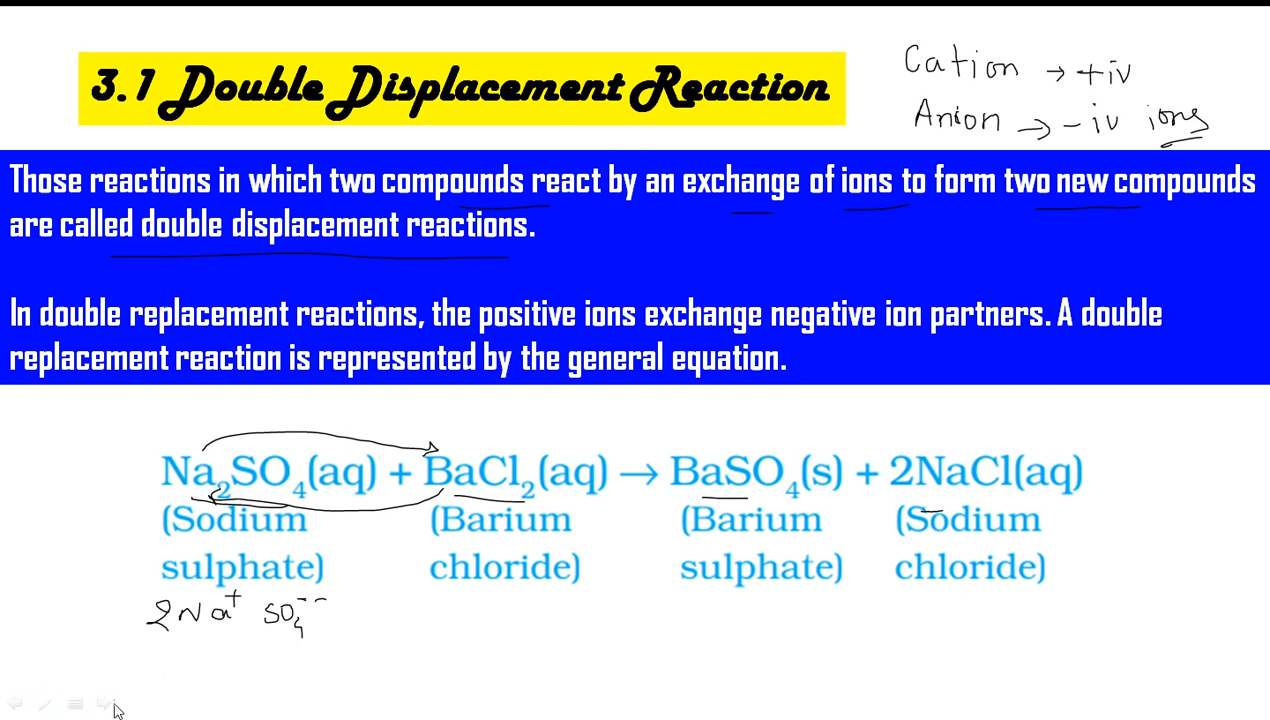 3.1 Double Displacement Reaction
Cation → +iv
Anion → -iv ions
Those reactions in which two compounds react by an exchange of ions to form two new compounds
are called double displacement reactions.
In double replacement reactions, the positive ions exchange negative ion partners. A double
replacement reaction is represented by the general equation.
Na₂SO₄(aq) + BaCl₂(aq) → BaSO₄(s) + 2NaCl(aq)
(Sodium (Barium (Barium (Sodium
sulphate) chloride) sulphate) chloride)
2Na⁺ SO₄⁻⁻